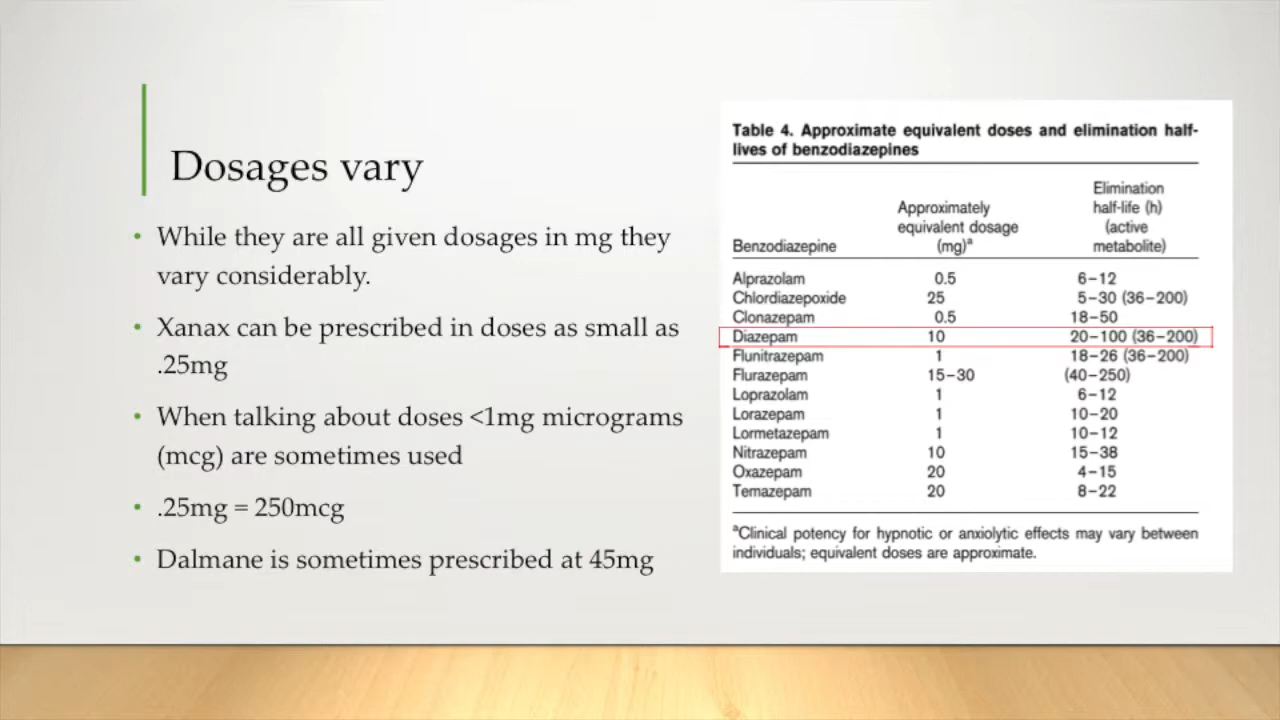 Dosages vary
• While they are all given dosages in mg they
vary considerably.
• Xanax can be prescribed in doses as small as
.25mg
• When talking about doses <1mg micrograms
(mcg) are sometimes used
• .25mg = 250mcg
• Dalmane is sometimes prescribed at 45mg
Table 4. Approximate equivalent doses and elimination half-
lives of benzodiazepines
Elimination
Approximately half-life (h)
equivalent dosage (active
Benzodiazepine (mg)ᵃ metabolite)
Alprazolam 0.5 6–12
Chlordiazepoxide 25 5–30 (36–200)
Clonazepam 0.5 18–50
Diazepam 10 20–100 (36–200)
Flunitrazepam 1 18–26 (36–200)
Flurazepam 15–30 (40–250)
Loprazolam 1 6–12
Lorazepam 1 10–20
Lormetazepam 1 10–12
Nitrazepam 10 15–38
Oxazepam 20 4–15
Temazepam 20 8–22
ᵃClinical potency for hypnotic or anxiolytic effects may vary between
individuals; equivalent doses are approximate.